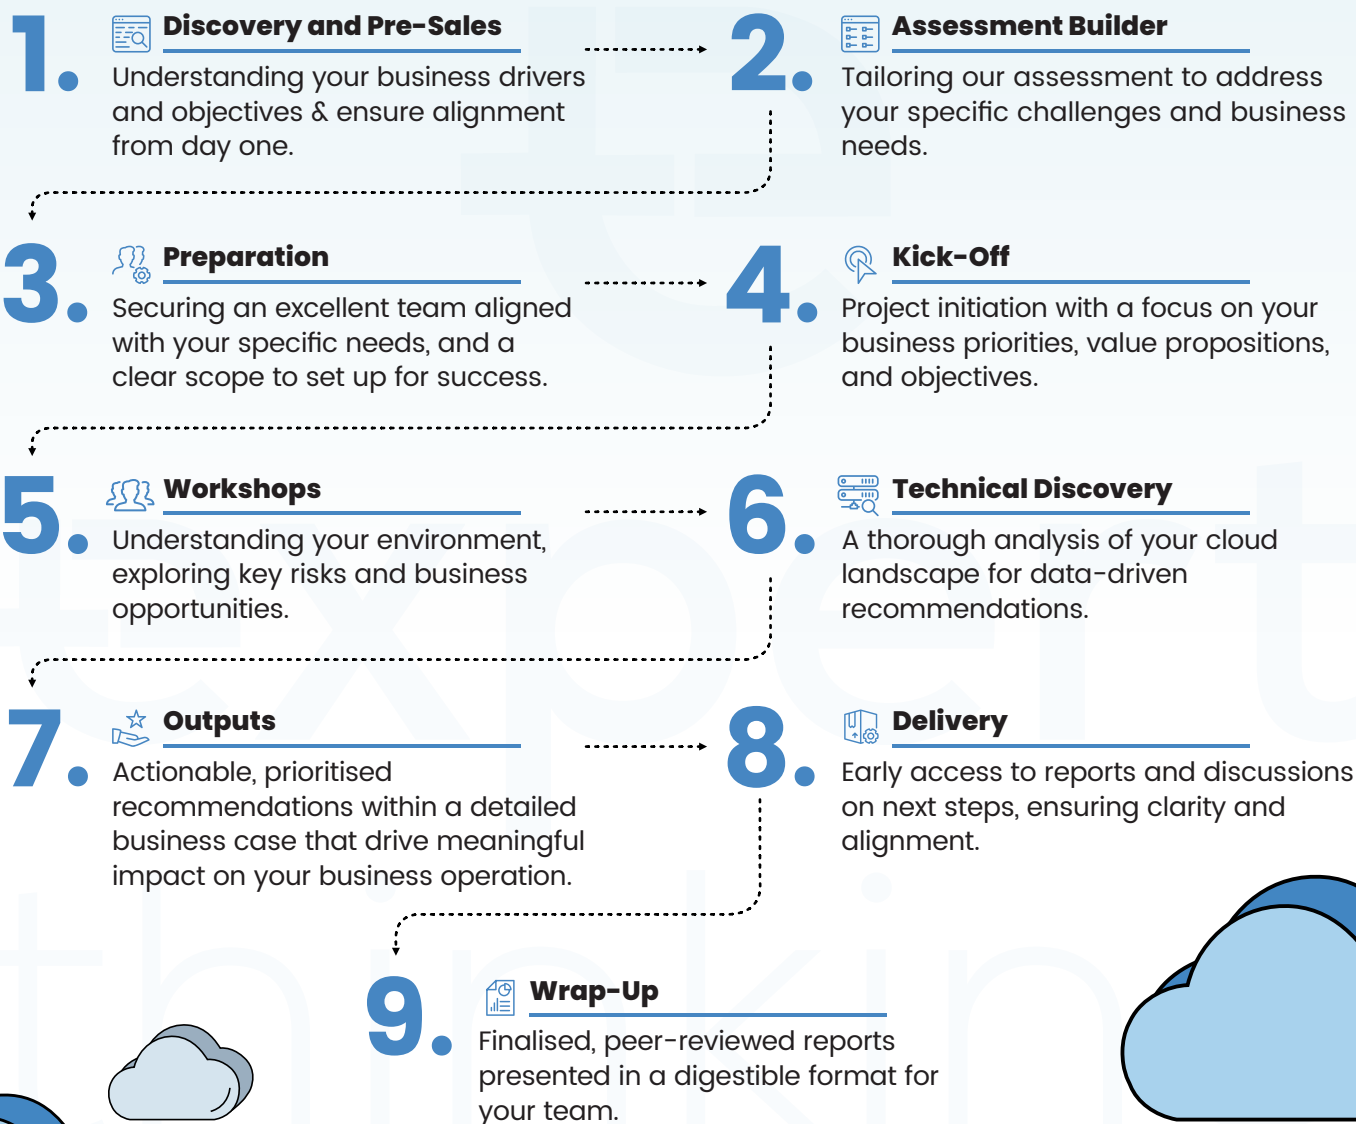 1. Discovery and Pre-Sales
Understanding your business drivers
and objectives & ensure alignment
from day one.
2. Assessment Builder
Tailoring our assessment to address
your specific challenges and business
needs.
3. Preparation
Securing an excellent team aligned
with your specific needs, and a
clear scope to set up for success.
4. Kick-Off
Project initiation with a focus on your
business priorities, value propositions,
and objectives.
5. Workshops
Understanding your environment,
exploring key risks and business
opportunities.
6. Technical Discovery
A thorough analysis of your cloud
landscape for data-driven
recommendations.
7. Outputs
Actionable, prioritised
recommendations within a detailed
business case that drive meaningful
impact on your business operation.
8. Delivery
Early access to reports and discussions
on next steps, ensuring clarity and
alignment.
9. Wrap-Up
Finalised, peer-reviewed reports
presented in a digestible format for
your team.
expert
thinkin